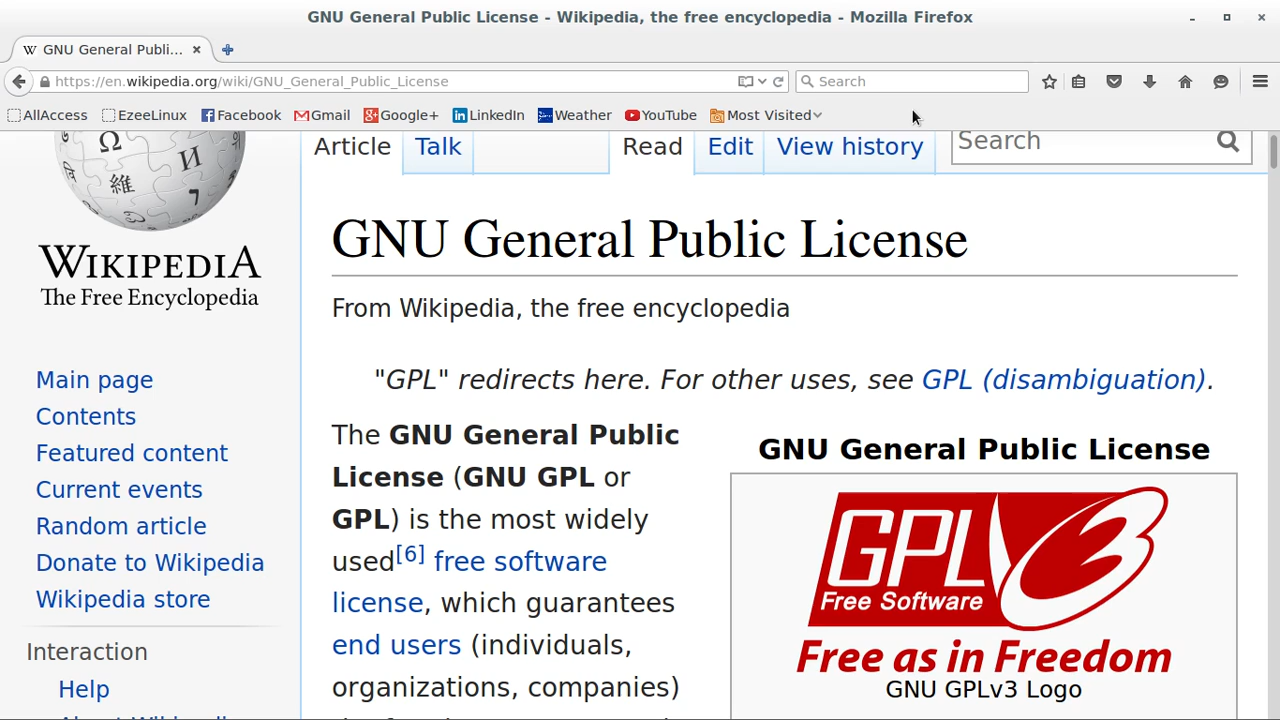 GNU General Public License - Wikipedia, the free encyclopedia - Mozilla Firefox
W GNU General Publi...
https://en.wikipedia.org/wiki/GNU_General_Public_License
Search
AllAccess EzeeLinux Facebook Gmail Google+ LinkedIn Weather YouTube Most Visited
Article Talk Read Edit View history Search
Ω
И
維
WIKIPEDIA
The Free Encyclopedia
Main page
Contents
Featured content
Current events
Random article
Donate to Wikipedia
Wikipedia store
Interaction
Help
GNU General Public License
From Wikipedia, the free encyclopedia
"GPL" redirects here. For other uses, see GPL (disambiguation).
The GNU General Public
License (GNU GPL or
GPL) is the most widely
used[6] free software
license, which guarantees
end users (individuals,
organizations, companies)
GNU General Public License
GPLv3
Free Software
Free as in Freedom
GNU GPLv3 Logo